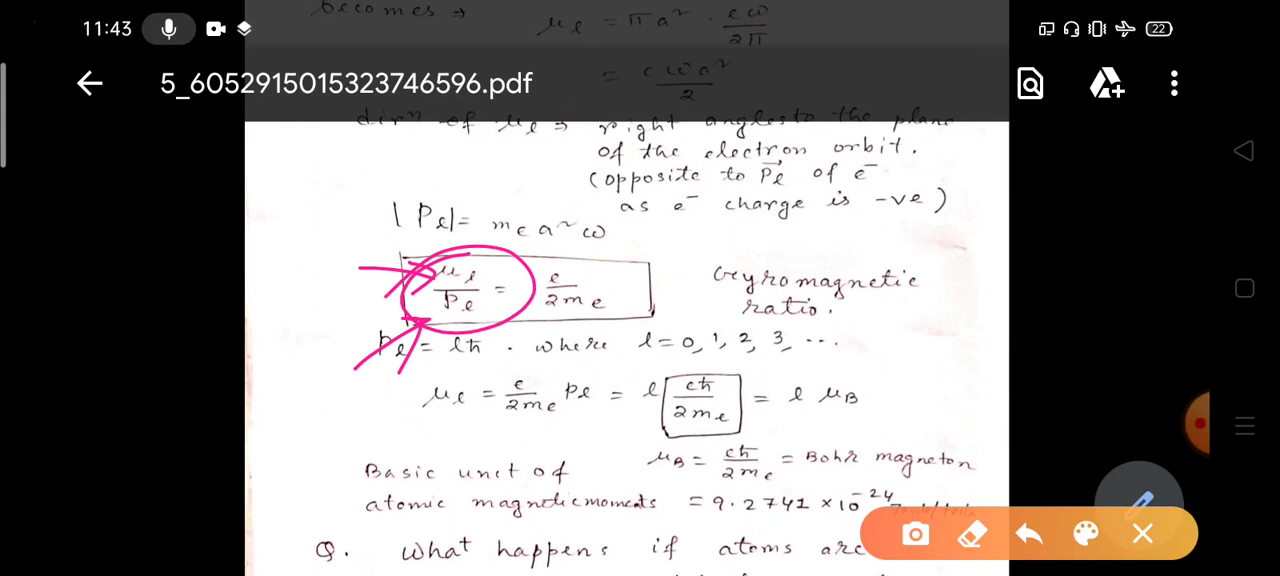 becomes ⇒ μl = πa² · eω/2π
11:43 22
5_6052915015323746596.pdf
= eωa²/2
dirⁿ of μl ⇒ right angles to the plane
of the electron orbit.
(opposite to P⃗l of e⁻
as e⁻ charge is -ve)
|Pl| = mₑa²ω
μl/Pl = e/2mₑ Gyromagnetic
ratio.
Pl = lħ . where l = 0, 1, 2, 3, ...
μl = e/2mₑ Pl = l eħ/2mₑ = l μB
Basic unit of μB = eħ/2mₑ = Bohr magneton
atomic magnetic moments = 9.2741 × 10⁻²⁴
Q. What happens if atoms are